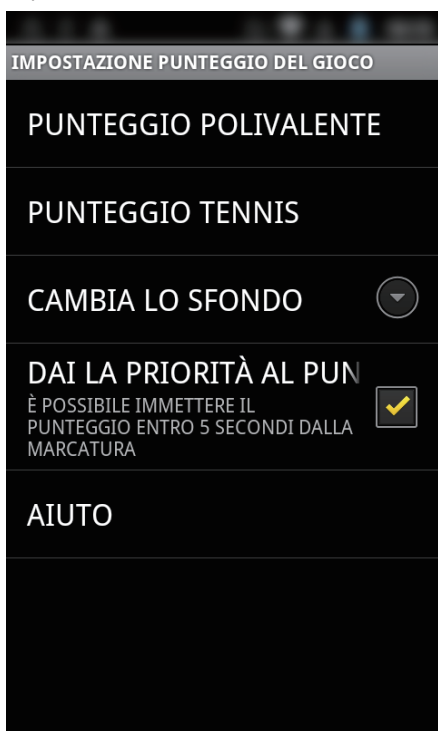 IMPOSTAZIONE PUNTEGGIO DEL GIOCO
PUNTEGGIO POLIVALENTE
PUNTEGGIO TENNIS
CAMBIA LO SFONDO
DAI LA PRIORITÀ AL PUN
È POSSIBILE IMMETTERE IL
PUNTEGGIO ENTRO 5 SECONDI DALLA
MARCATURA
AIUTO